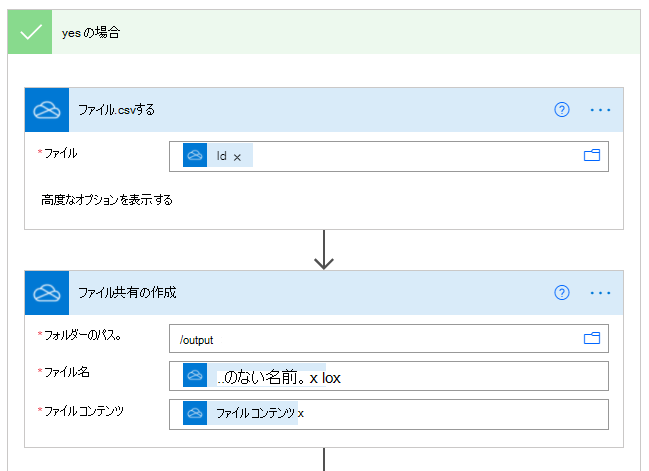 yes の場合
ファイル.csvする
*ファイル
Id x
高度なオプションを表示する
ファイル共有の作成
*フォルダーのパス。
/output
*ファイル名
..のない名前。x lox
*ファイル コンテンツ
ファイル コンテンツ x